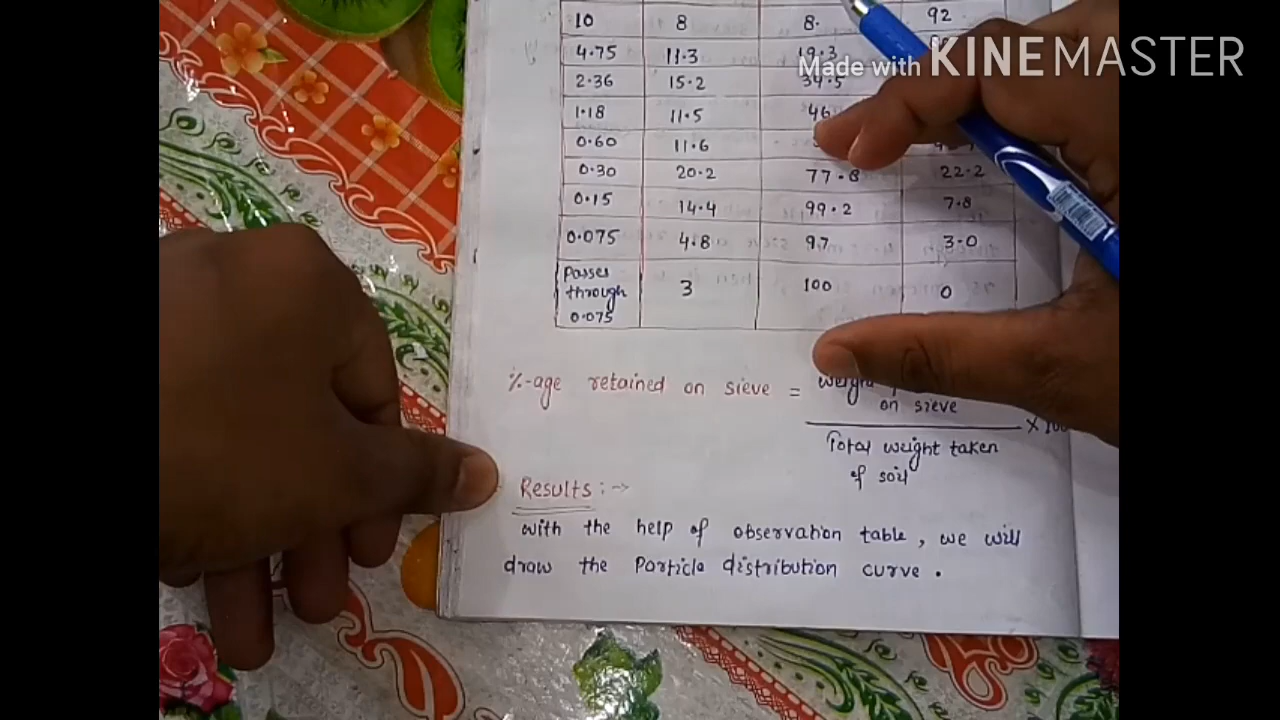 10 8 8. 92
4.75 11.3 19.3
Made with KINEMASTER
2.36 15.2 34.5
1.18 11.5 46
0.60 11.6
0.30 20.2 77.8 22.2
0.15 14.4 99.2 7.8
0.075 4.8 97 3.0
Passes through 0.075 3 100 0
%-age retained on sieve = on sieve
Total weight taken of soil
Results :->
with the help of observation table, we will
draw the Particle distribution curve.